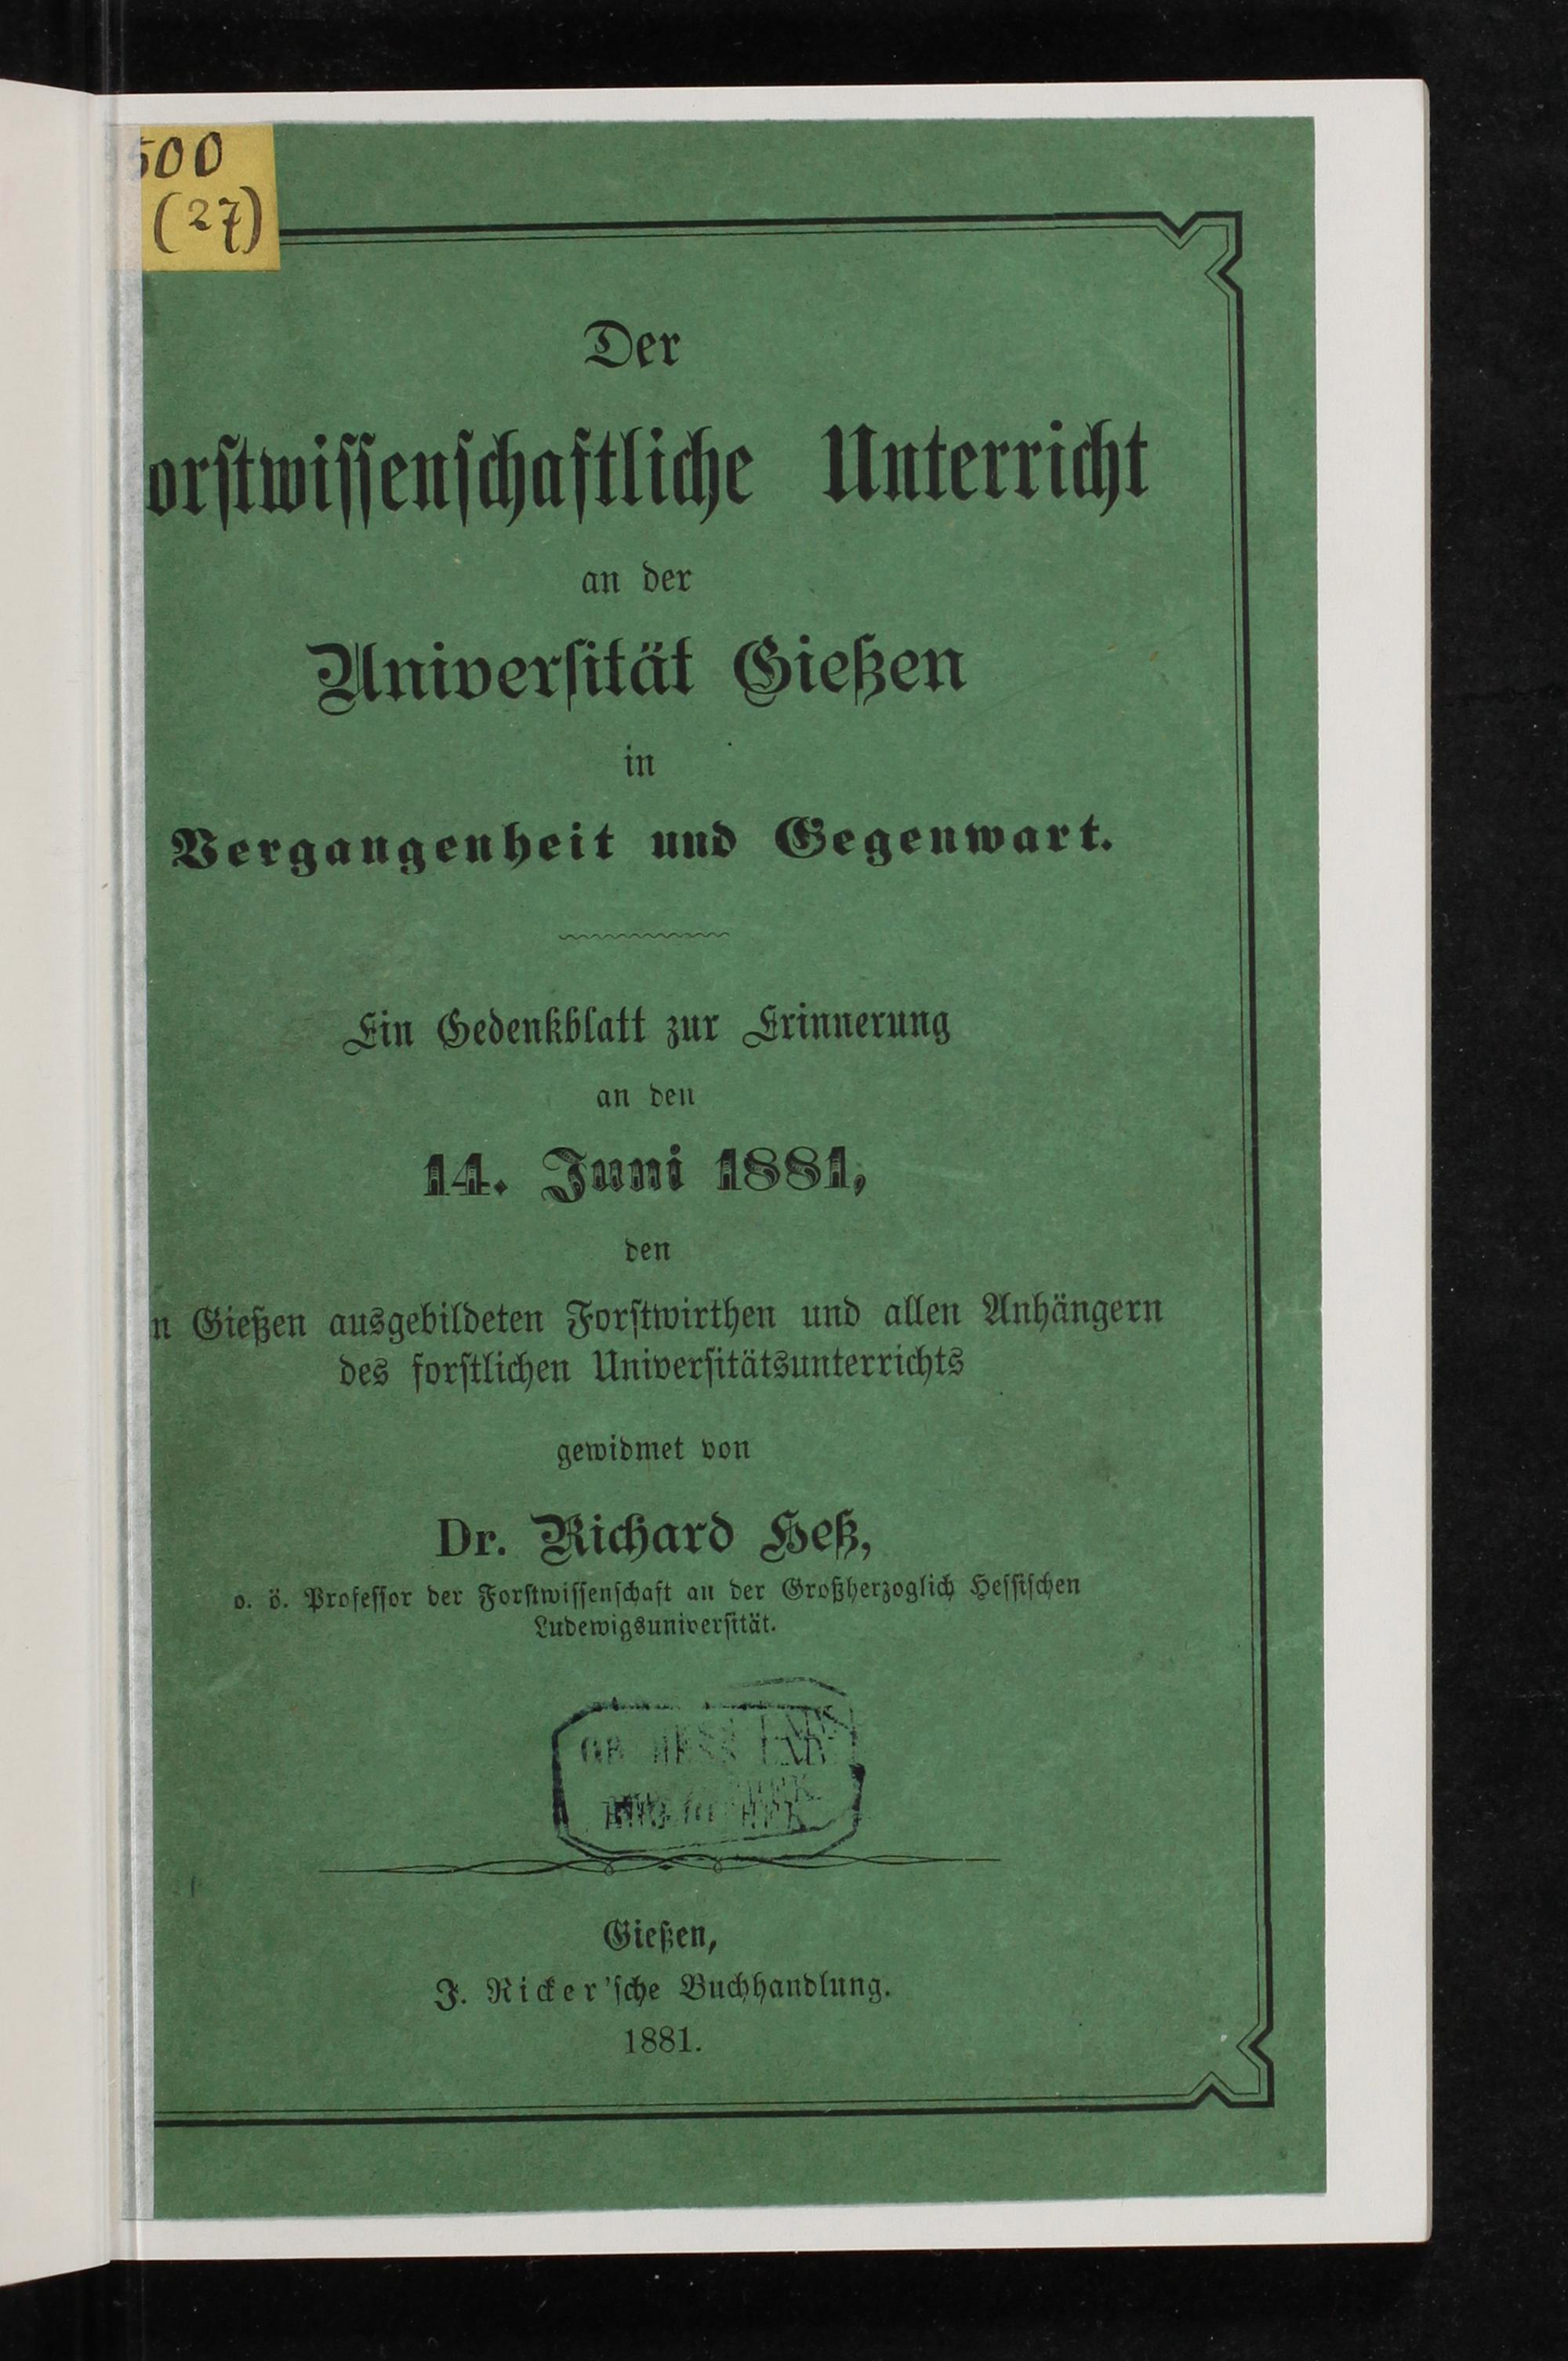 500
(27)
Der
orstwissenschaftliche Unterricht
an der
Universität Gießen
in
Vergangenheit und Gegenwart.
Ein Gedenkblatt zur Erinnerung
an den
14. Juni 1881,
den
n Gießen ausgebildeten Forstwirthen und allen Anhängern
des forstlichen Universitätsunterrichts
gewidmet von
Dr. Richard Heß,
o. ö. Professor der Forstwissenschaft an der Großherzoglich Hessischen
Ludewigsuniversität.
Gießen,
J. Ricker'sche Buchhandlung.
1881.